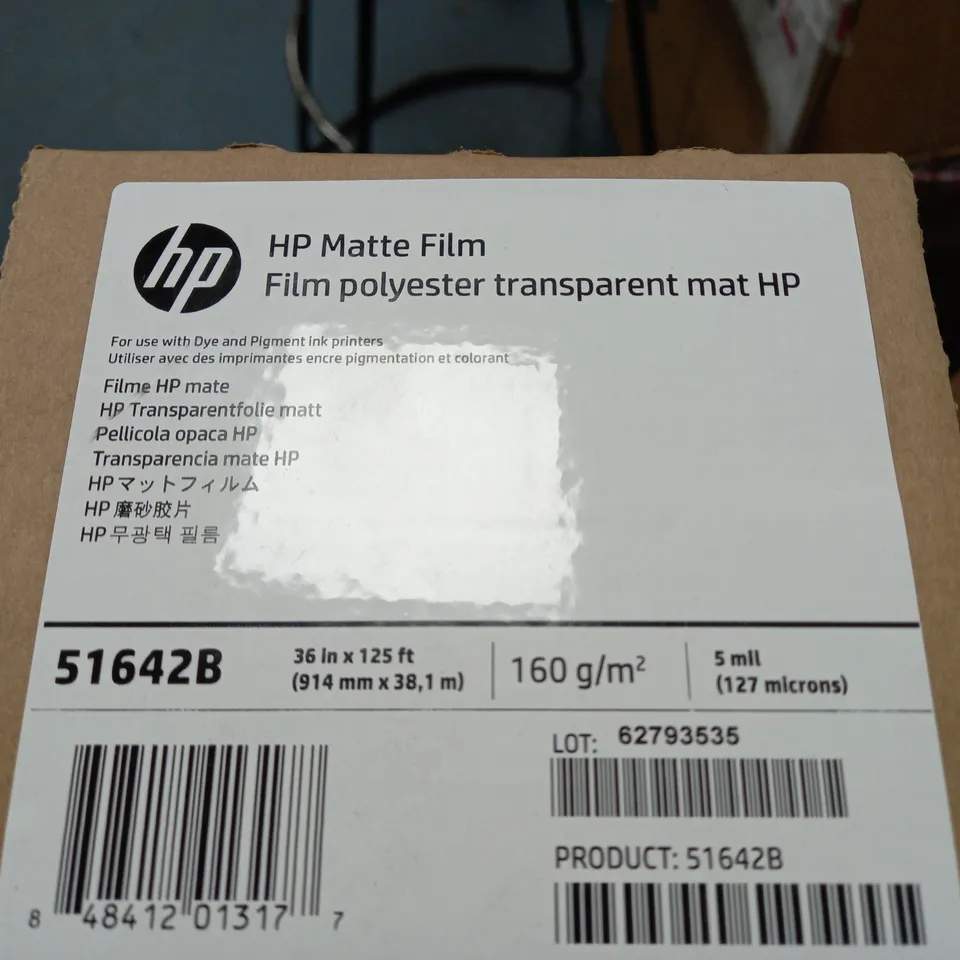 hp
HP Matte Film
Film polyester transparent mat HP
For use with Dye and Pigment ink printers
Utiliser avec des imprimantes encre pigmentation et colorant
Filme HP mate
HP Transparentfolie matt
Pellicola opaca HP
Transparencia mate HP
HPマットフィルム
HP 磨砂胶片
HP 무광택 필름
51642B
36 in x 125 ft
(914 mm x 38,1 m)
160 g/m²
5 mil
(127 microns)
LOT: 62793535
PRODUCT: 51642B
8 48412 01317 7